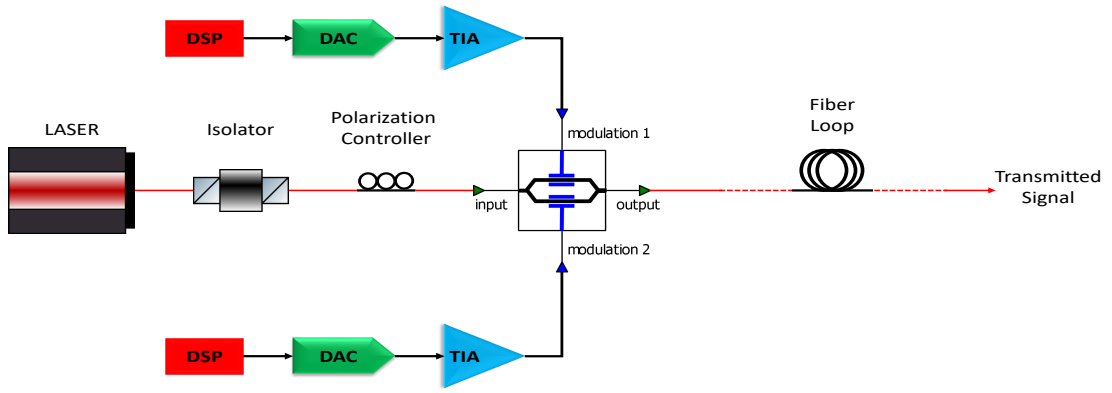 DSP
DAC
TIA
LASER
Isolator
Polarization
Controller
modulation 1
Fiber
Loop
input
output
Transmitted
Signal
modulation 2
DSP
DAC
TIA